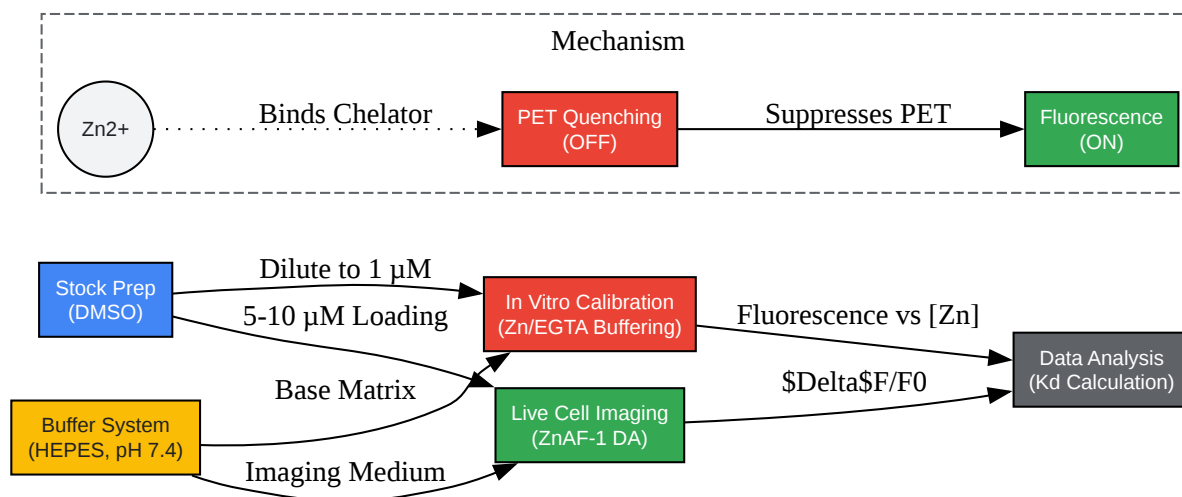 Mechanism
Zn2+
Binds Chelator
PET Quenching
(OFF)
Suppresses PET
Fluorescence
(ON)
Stock Prep
(DMSO)
Dilute to 1 µM
5-10 µM Loading
In Vitro Calibration
(Zn/EGTA Buffering)
Fluorescence vs [Zn]
Data Analysis
(Kd Calculation)
Base Matrix
$Delta$F/F0
Buffer System
(HEPES, pH 7.4)
Live Cell Imaging
(ZnAF-1 DA)
Imaging Medium